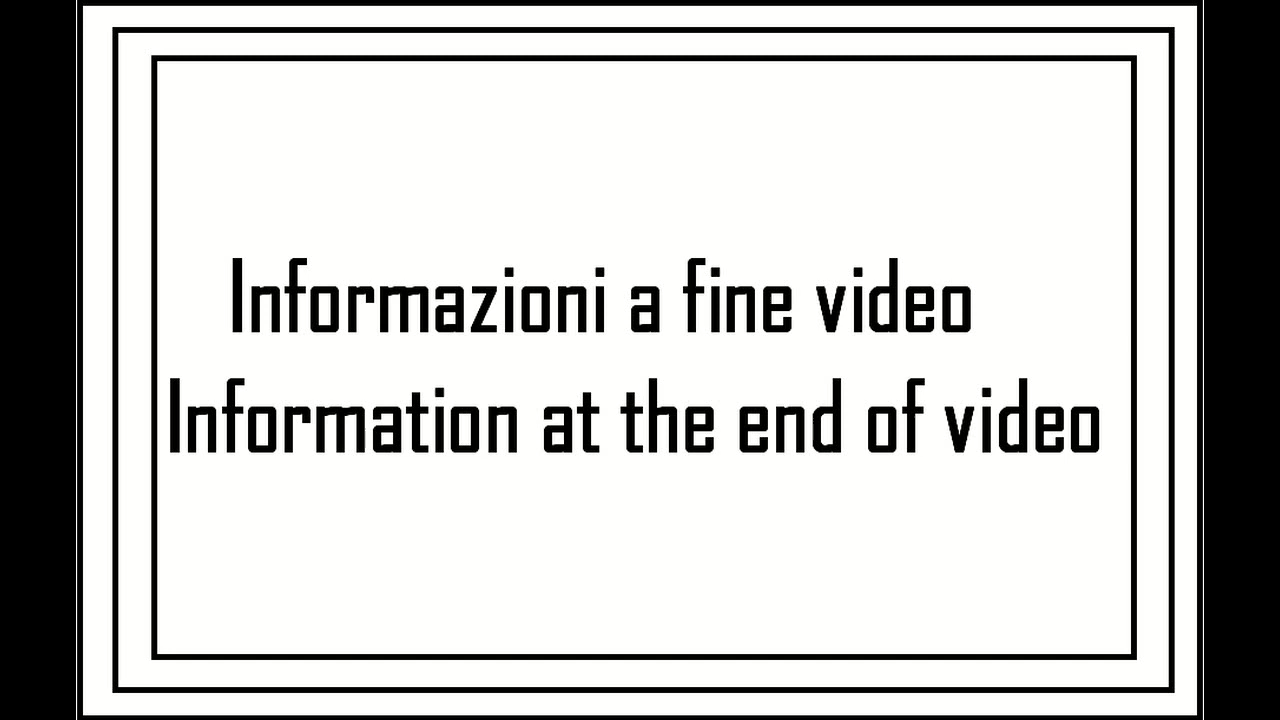 Informazioni a fine video
Information at the end of video